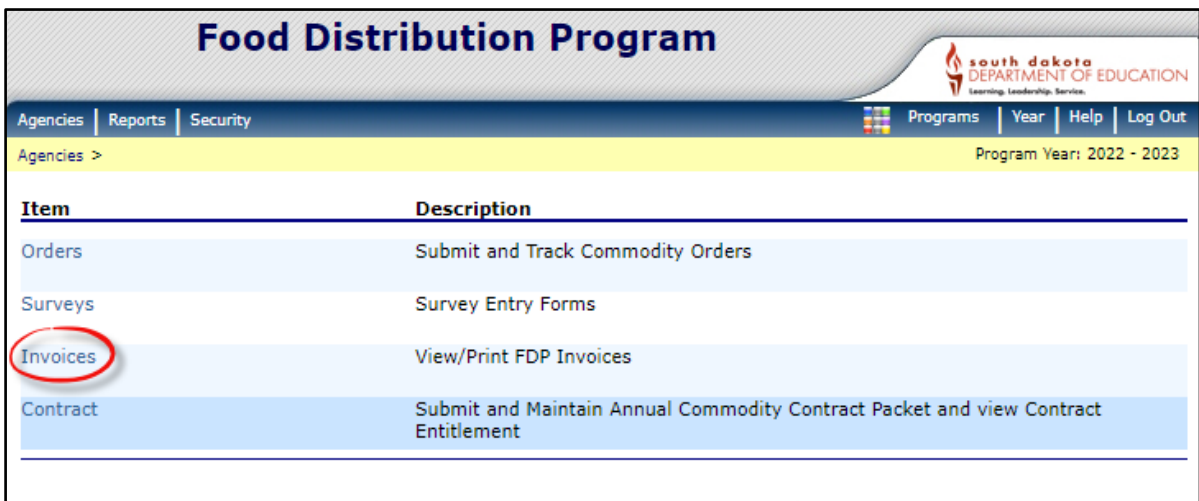 Food Distribution Program
south dakota
DEPARTMENT OF EDUCATION
Learning. Leadership. Service.
Agencies | Reports | Security Programs | Year | Help | Log Out
Agencies > Program Year: 2022 - 2023
Item Description
Orders Submit and Track Commodity Orders
Surveys Survey Entry Forms
Invoices View/Print FDP Invoices
Contract Submit and Maintain Annual Commodity Contract Packet and view Contract
Entitlement